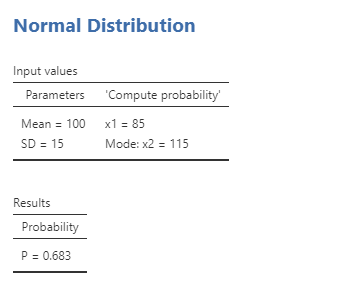 Normal Distribution
Input values
Parameters 'Compute probability'
Mean = 100 x1 = 85
SD = 15 Mode: x2 = 115
Results
Probability
P = 0.683